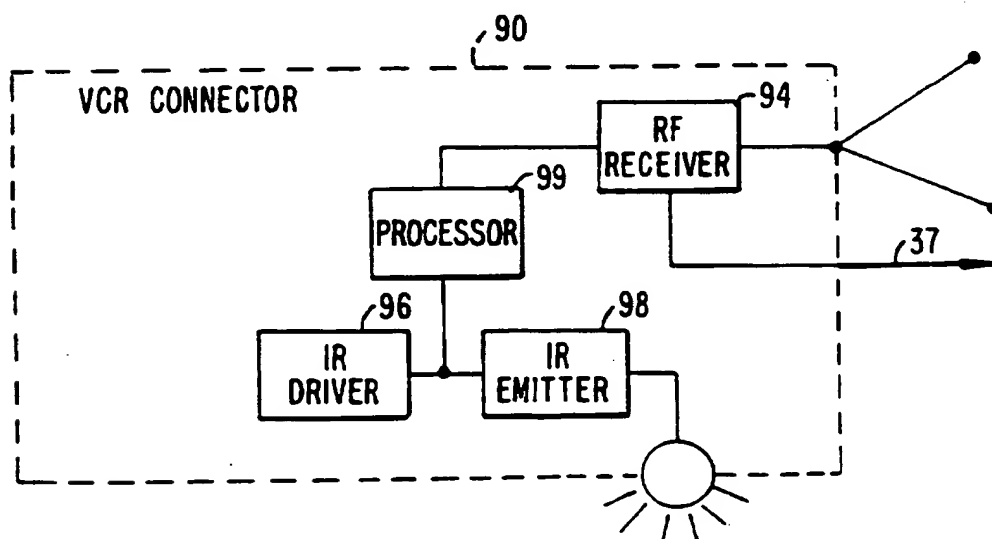 90
VCR CONNECTOR
94
RF
RECEIVER
99
PROCESSOR
37
96
98
IR
DRIVER
IR
EMITTER